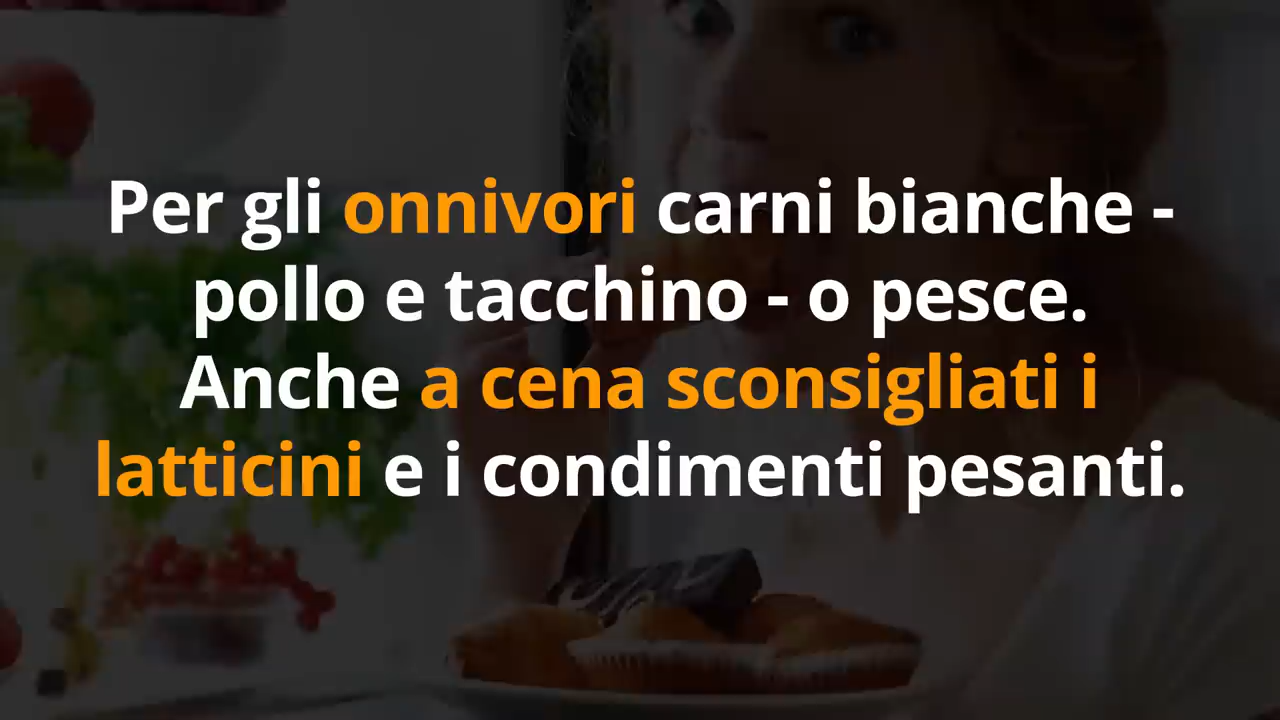 Per gli onnivori carni bianche -
pollo e tacchino - o pesce.
Anche a cena sconsigliati i
latticini e i condimenti pesanti.